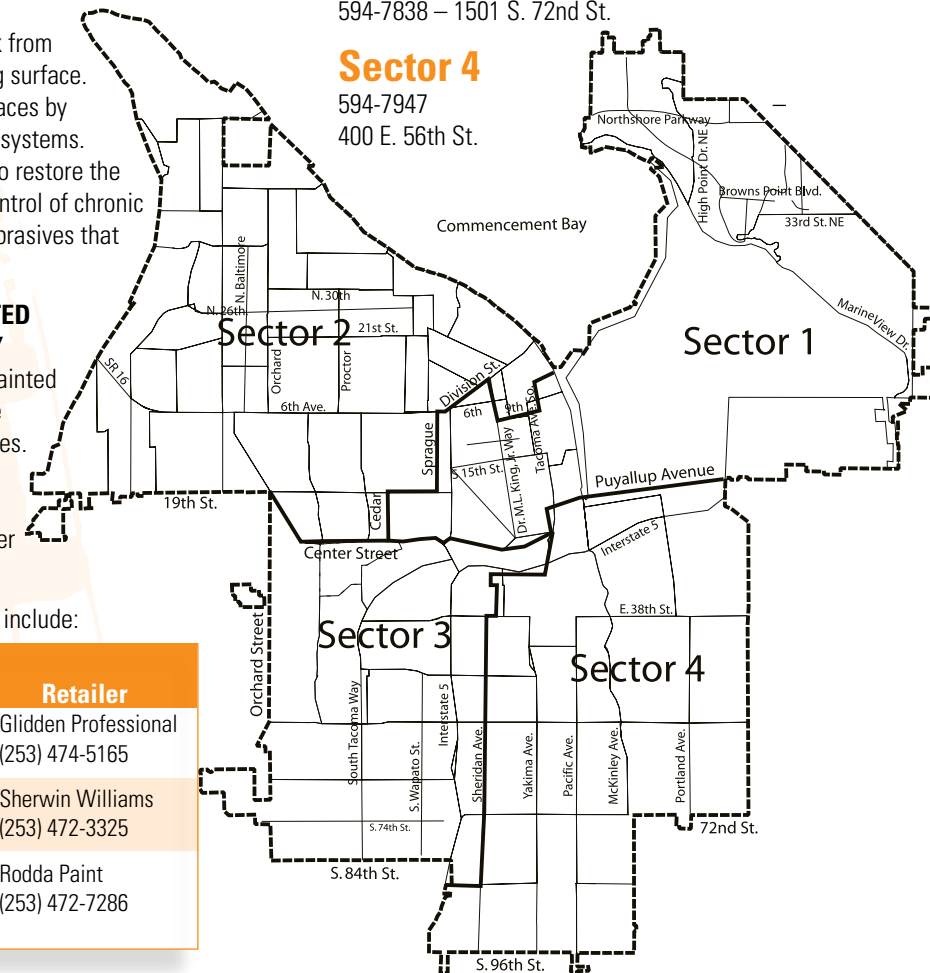 594-7838 – 1501 S. 72nd St.
Sector 4
594-7947
400 E. 56th St.
from
g surface.
aces by
systems.
o restore the
ntrol of chronic
brasives that
TED
ainted
es.
er
include:
Retailer
Glidden Professional
(253) 474-5165
Sherwin Williams
(253) 472-3325
Rodda Paint
(253) 472-7286
Northshore Parkway
High Point Dr. NE
Browns Point Blvd.
33rd St. NE
Commencement Bay
MarineView Dr.
Sector 1
N. Baltimore
N. 30th
N. 26th
Sector 2
21st St.
SR 16
Orchard
Proctor
Division St.
6th Ave.
6th
9th
Tacoma Ave. So.
Sprague
S 15th St.
Dr. M.L. King, Jr. Way
Puyallup Avenue
19th St.
Cedar
Center Street
Interstate 5
E. 38th St.
Orchard Street
Sector 3
Sector 4
South Tacoma Way
S. Wapato St.
Interstate 5
Sheridan Ave.
Yakima Ave.
Pacific Ave.
McKinley Ave.
Portland Ave.
S. 74th St.
72nd St.
S. 84th St.
S. 96th St.